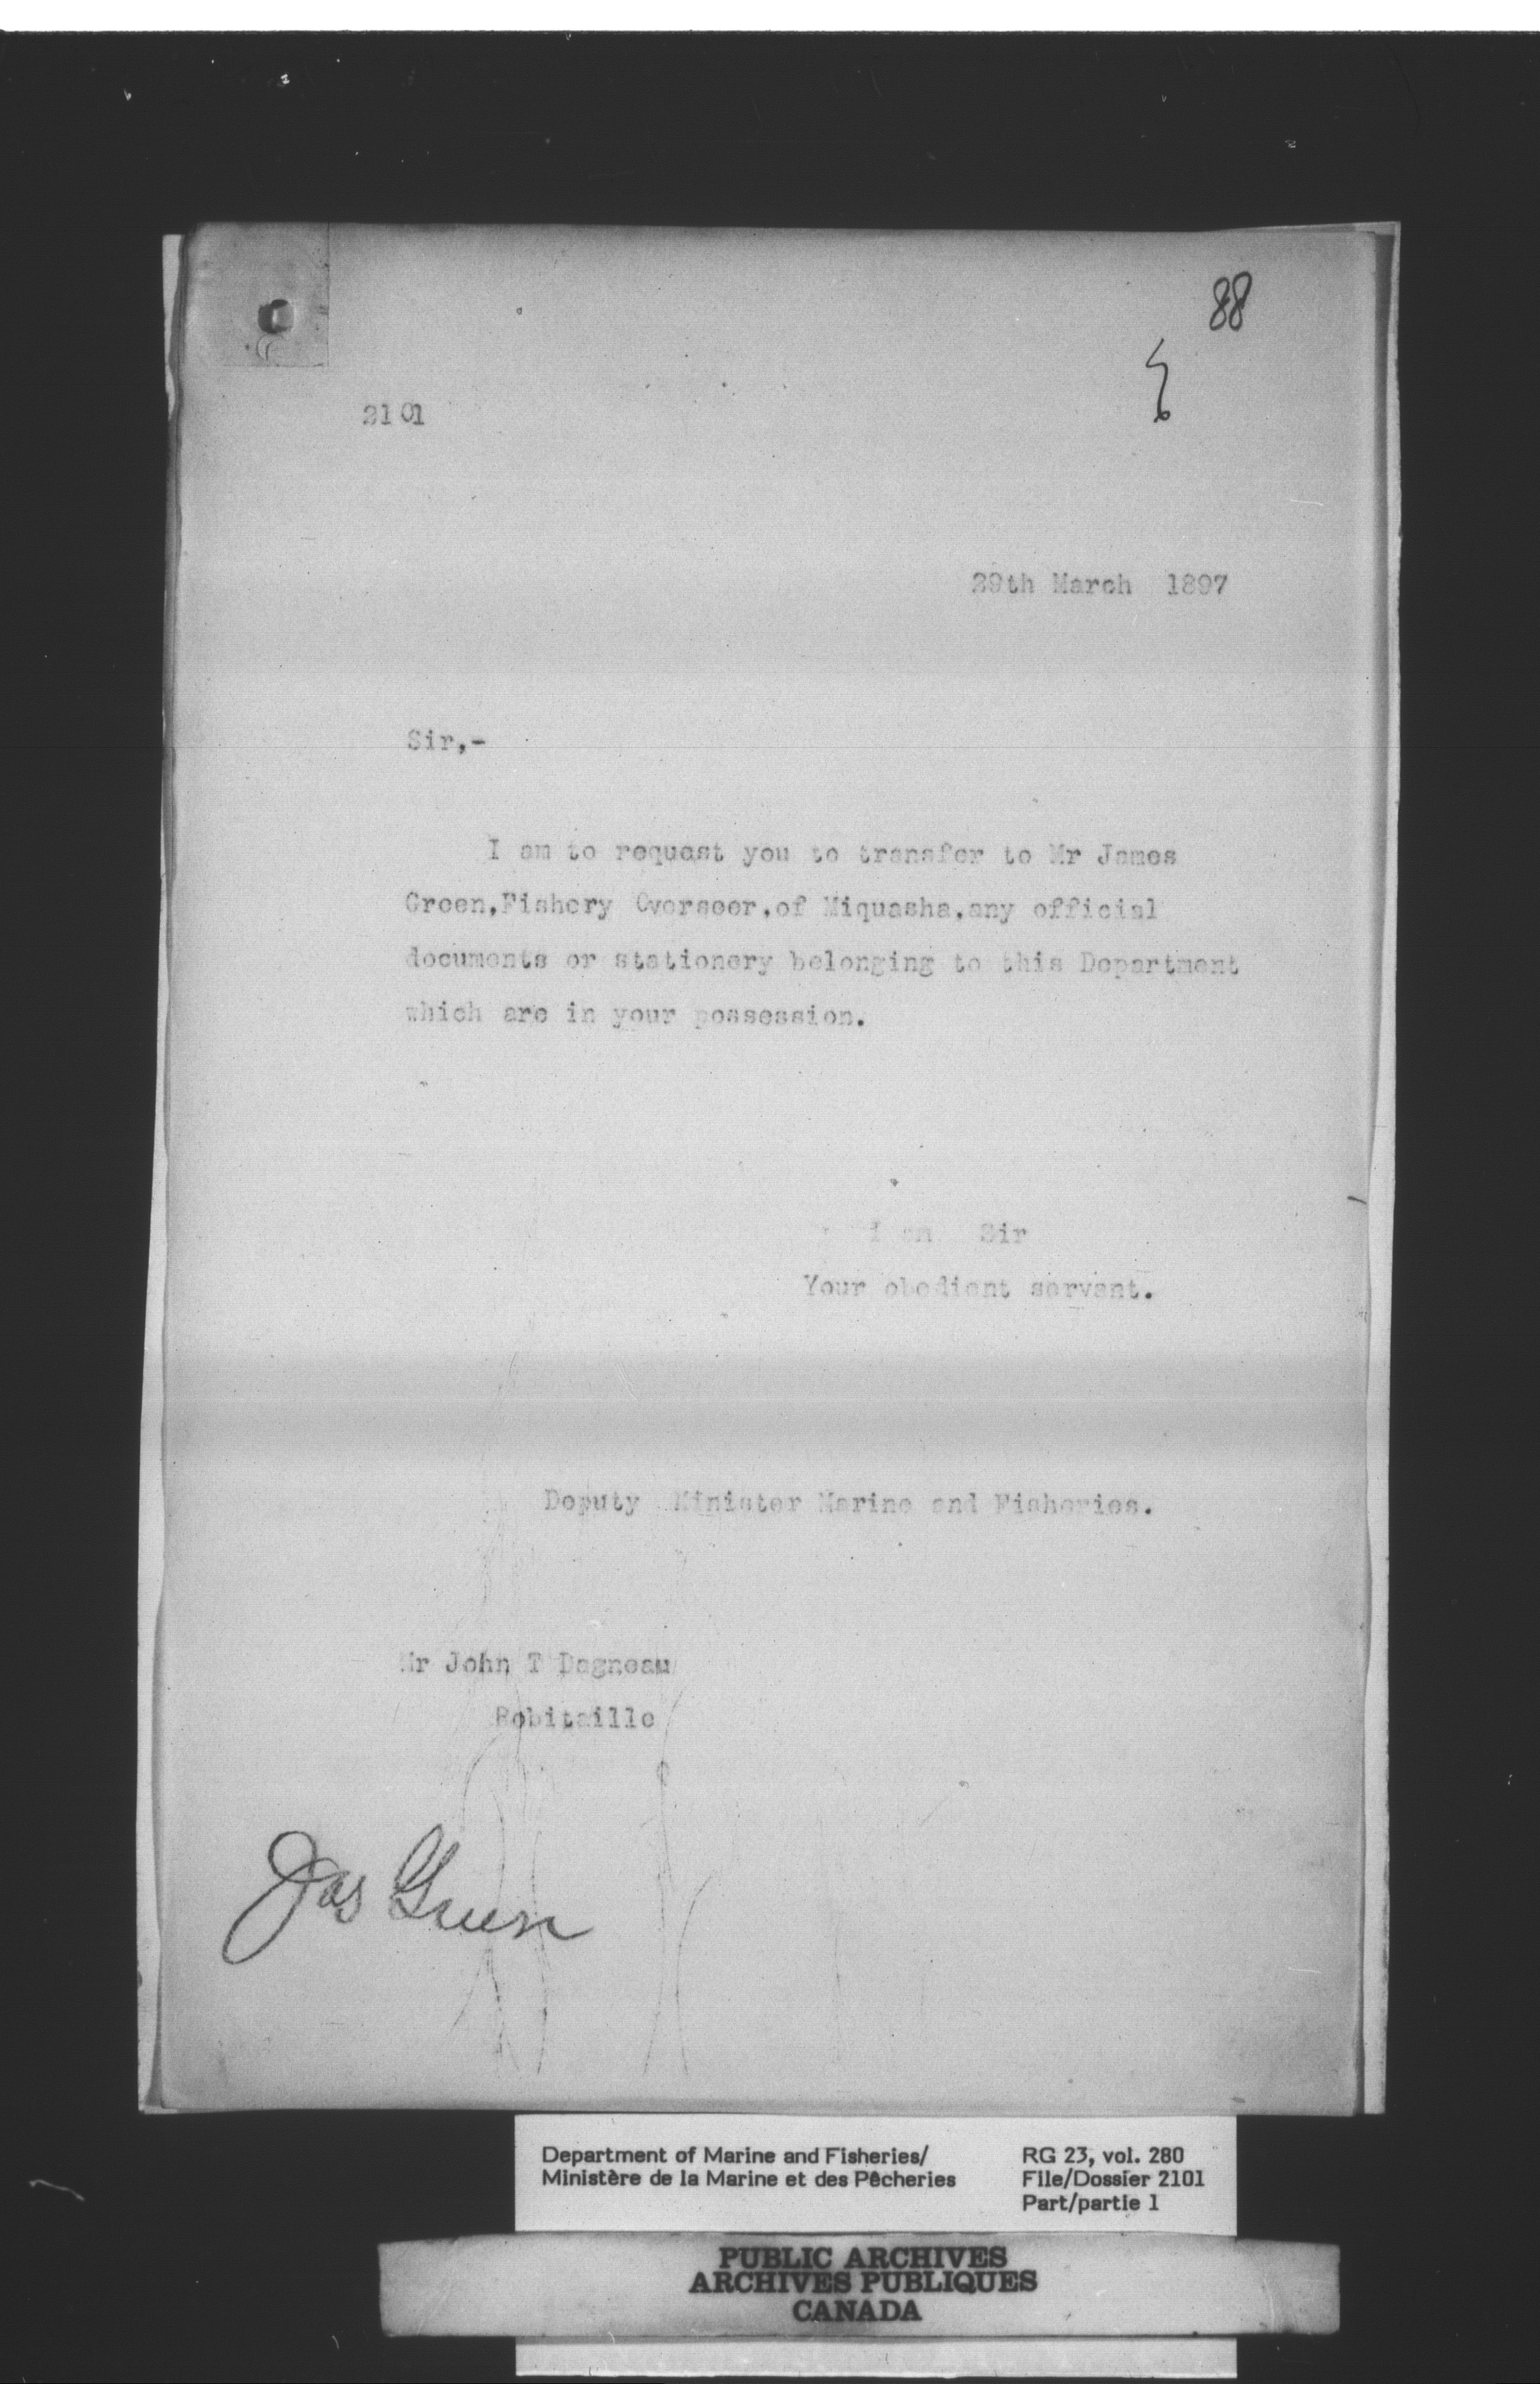 88
2101
29th March 1897
Sir,-
I am to request you to transfer to Mr James
Green,Fishery Overseer,of Miquasha,any official
documents or stationery belonging to this Department
which are in your possession.
I am Sir
Your obedient servant.
Deputy Minister Marine and Fisheries.
Mr John T Dagneau
Robitaille
Jas Green
Department of Marine and Fisheries/
Ministère de la Marine et des Pêcheries
RG 23, vol. 280
File/Dossier 2101
Part/partie 1
PUBLIC ARCHIVES
ARCHIVES PUBLIQUES
CANADA